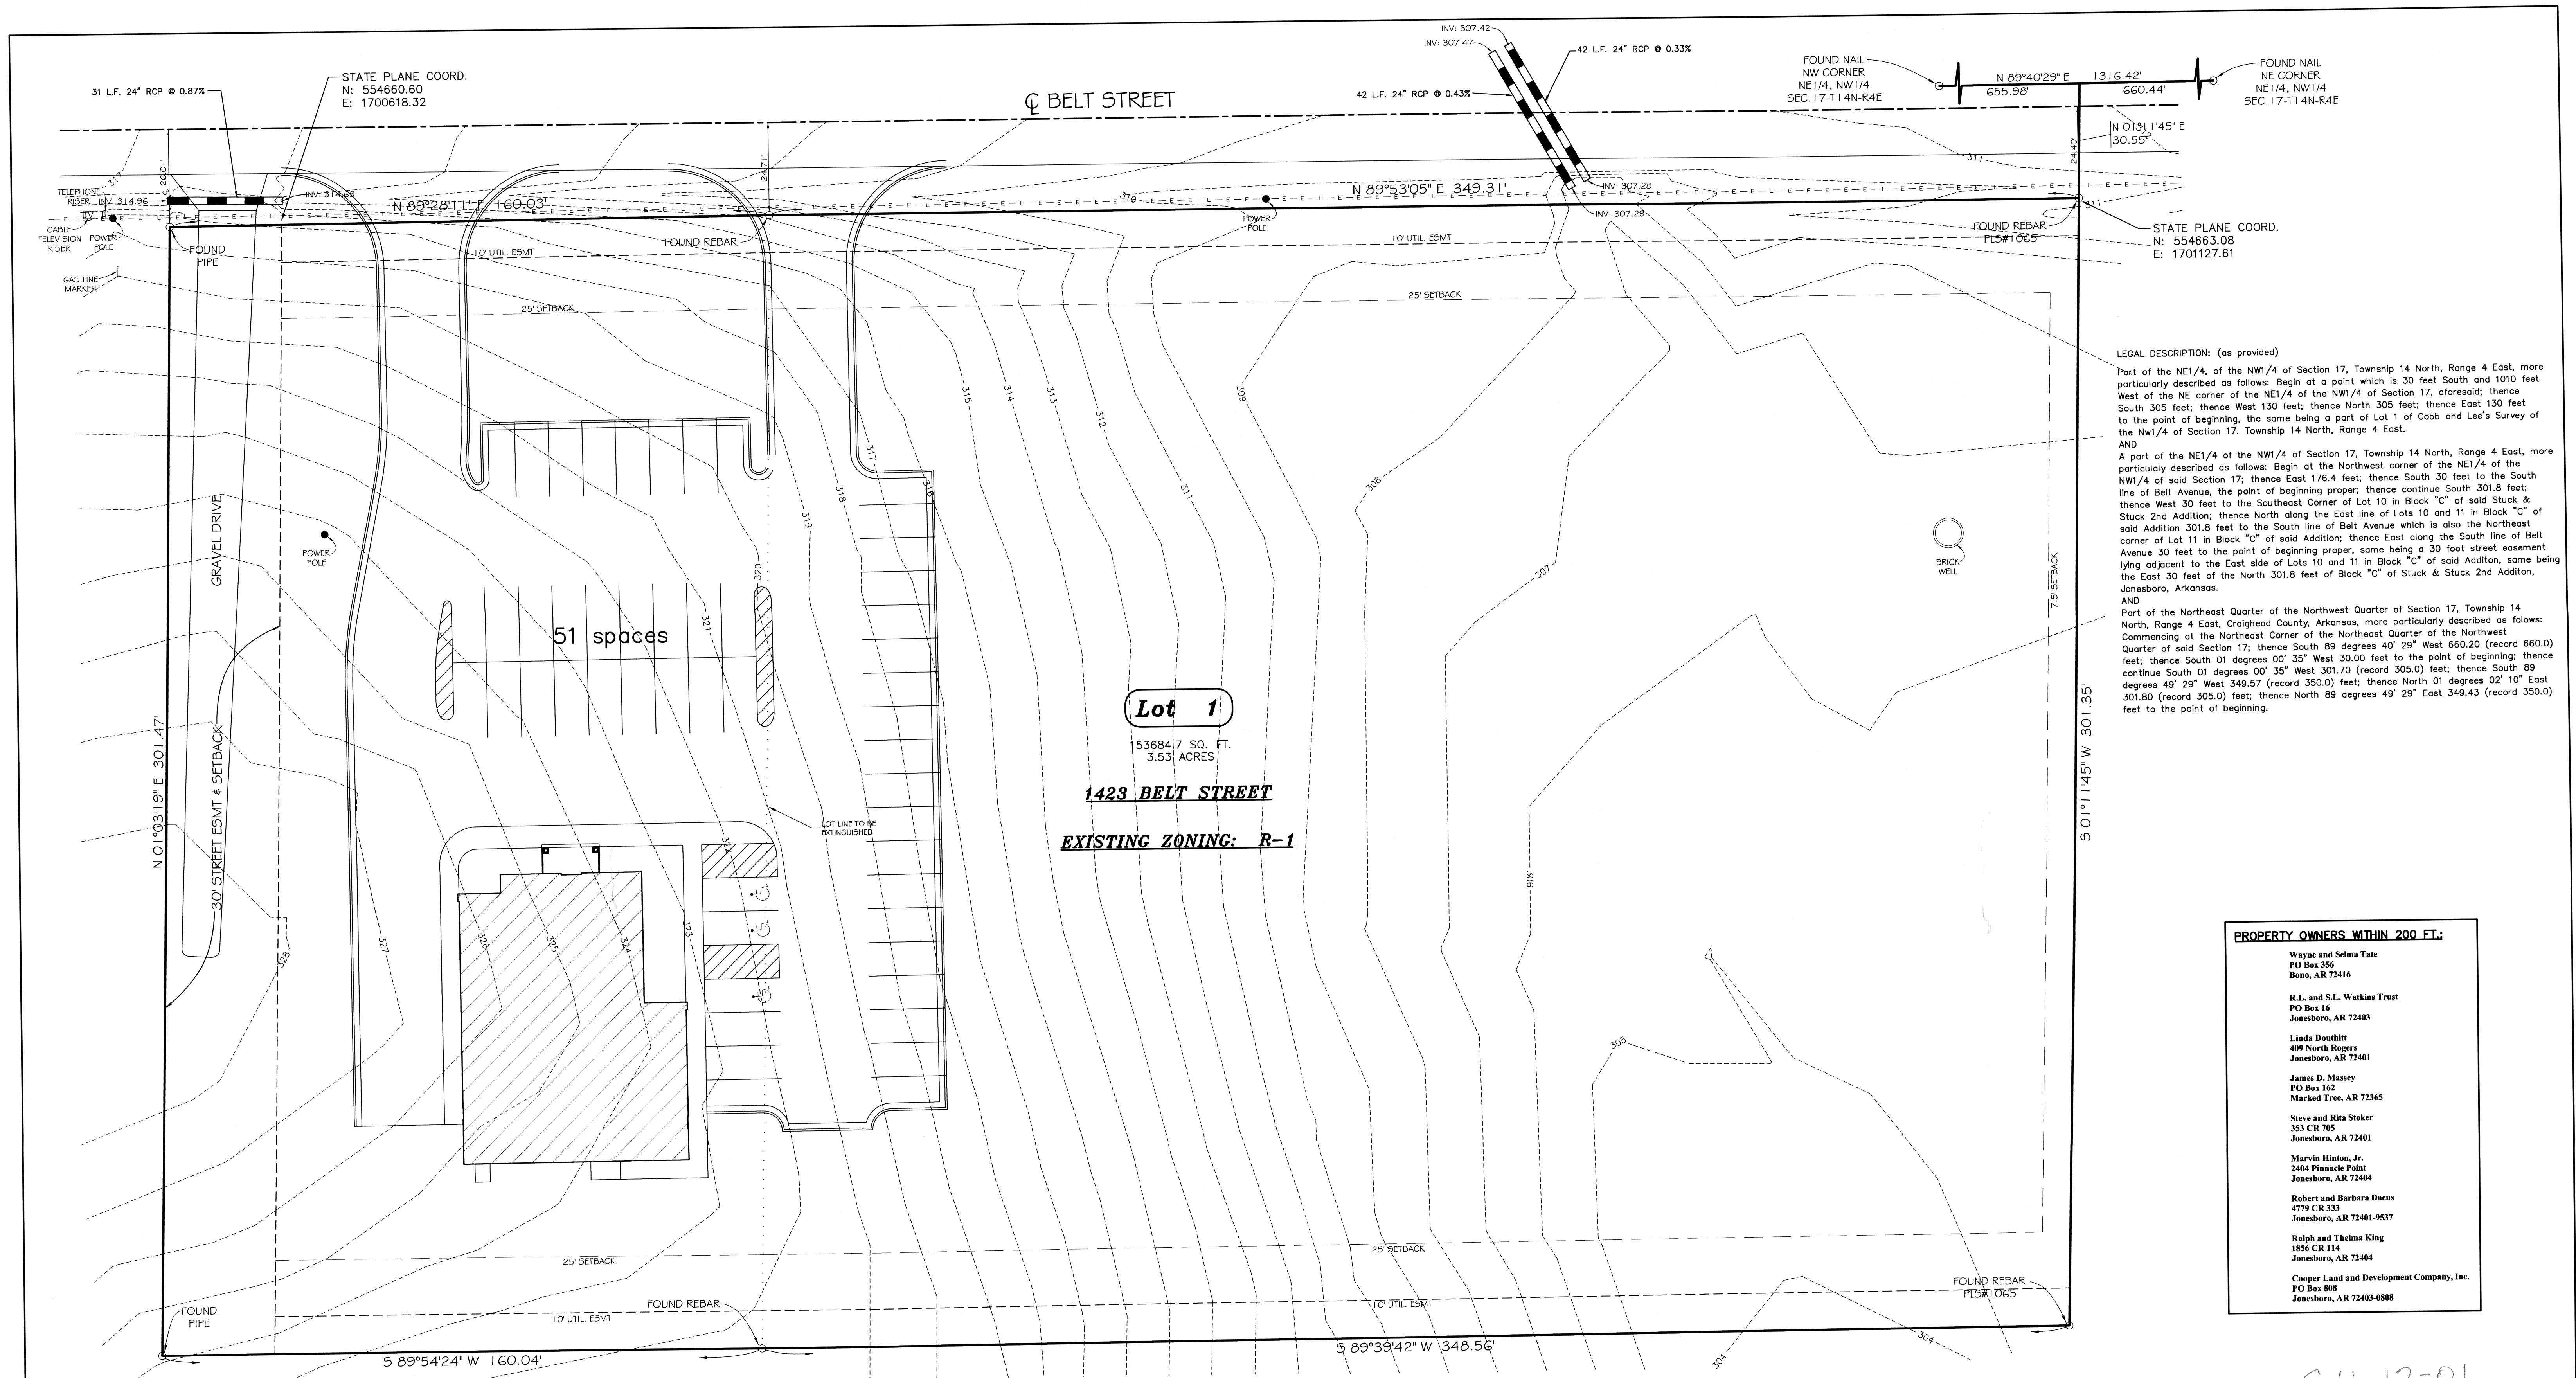 INV: 307.42
INV: 307.47
42 L.F. 24" RCP @ 0.33%
42 L.F. 24" RCP @ 0.43%
31 L.F. 24" RCP @ 0.87%
STATE PLANE COORD.
N: 554660.60
E: 1700618.32
℄ BELT STREET
FOUND NAIL
NW CORNER
NE1/4, NW1/4
SEC.17-T14N-R4E
N 89°40'29" E 1316.42'
655.98'
660.44'
FOUND NAIL
NE CORNER
NE1/4, NW1/4
SEC.17-T14N-R4E
N 01°11'45" E
30.55'
26.01'
24.71'
24.40'
317
311
TELEPHONE
RISER
INV: 314.96
INV: 314.69
CABLE
TELEVISION
RISER
POWER
POLE
GAS LINE
MARKER
FOUND
PIPE
N 89°28'11" E 160.03'
FOUND REBAR
310
POWER
POLE
N 89°53'05" E 349.31'
INV: 307.28
INV: 307.29
311
FOUND REBAR
PLS#1065
STATE PLANE COORD.
N: 554663.08
E: 1701127.61
10' UTIL. ESMT
10' UTIL. ESMT
25' SETBACK
25' SETBACK
7.5' SETBACK
LEGAL DESCRIPTION: (as provided)
Part of the NE1/4, of the NW1/4 of Section 17, Township 14 North, Range 4 East, more
particularly described as follows: Begin at a point which is 30 feet South and 1010 feet
West of the NE corner of the NE1/4 of the NW1/4 of Section 17, aforesaid; thence
South 305 feet; thence West 130 feet; thence North 305 feet; thence East 130 feet
to the point of beginning, the same being a part of Lot 1 of Cobb and Lee's Survey of
the Nw1/4 of Section 17. Township 14 North, Range 4 East.
AND
A part of the NE1/4 of the NW1/4 of Section 17, Township 14 North, Range 4 East, more
particulaly described as follows: Begin at the Northwest corner of the NE1/4 of the
NW1/4 of said Section 17; thence East 176.4 feet; thence South 30 feet to the South
line of Belt Avenue, the point of beginning proper; thence continue South 301.8 feet;
thence West 30 feet to the Southeast Corner of Lot 10 in Block "C" of said Stuck &
Stuck 2nd Addition; thence North along the East line of Lots 10 and 11 in Block "C" of
said Addition 301.8 feet to the South line of Belt Avenue which is also the Northeast
corner of Lot 11 in Block "C" of said Addition; thence East along the South line of Belt
Avenue 30 feet to the point of beginning proper, same being a 30 foot street easement
lying adjacent to the East side of Lots 10 and 11 in Block "C" of said Additon, same being
the East 30 feet of the North 301.8 feet of Block "C" of Stuck & Stuck 2nd Additon,
Jonesboro, Arkansas.
AND
Part of the Northeast Quarter of the Northwest Quarter of Section 17, Township 14
North, Range 4 East, Craighead County, Arkansas, more particularly described as folows:
Commencing at the Northeast Corner of the Northeast Quarter of the Northwest
Quarter of said Section 17; thence South 89 degrees 40' 29" West 660.20 (record 660.0)
feet; thence South 01 degrees 00' 35" West 30.00 feet to the point of beginning; thence
continue South 01 degrees 00' 35" West 301.70 (record 305.0) feet; thence South 89
degrees 49' 29" West 349.57 (record 350.0) feet; thence North 01 degrees 02' 10" East
301.80 (record 305.0) feet; thence North 89 degrees 49' 29" East 349.43 (record 350.0)
feet to the point of beginning.
315
314
313
312
309
317
316
318
319
311
308
307
320
321
GRAVEL DRIVE
POWER
POLE
BRICK
WELL
51 spaces
Lot 1
153684.7 SQ. FT.
3.53 ACRES
1423 BELT STREET
EXISTING ZONING: R-1
LOT LINE TO BE
EXTINGUISHED
N 01°03'19" E 301.47'
30' STREET ESMT & SETBACK
S 01°11'45" W 301.35'
322
306
328
327
326
325
324
323
305
PROPERTY OWNERS WITHIN 200 FT.:
Wayne and Selma Tate
PO Box 356
Bono, AR 72416
R.L. and S.L. Watkins Trust
PO Box 16
Jonesboro, AR 72403
Linda Douthitt
409 North Rogers
Jonesboro, AR 72401
James D. Massey
PO Box 162
Marked Tree, AR 72365
Steve and Rita Stoker
353 CR 705
Jonesboro, AR 72401
Marvin Hinton, Jr.
2404 Pinnacle Point
Jonesboro, AR 72404
Robert and Barbara Dacus
4779 CR 333
Jonesboro, AR 72401-9537
Ralph and Thelma King
1856 CR 114
Jonesboro, AR 72404
Cooper Land and Development Company, Inc.
PO Box 808
Jonesboro, AR 72403-0808
25' SETBACK
25' SETBACK
FOUND
PIPE
10' UTIL. ESMT
FOUND REBAR
10' UTIL. ESMT
FOUND REBAR
PLS#1065
304
304
S 89°54'24" W 160.04'
S 89°39'42" W 348.56'